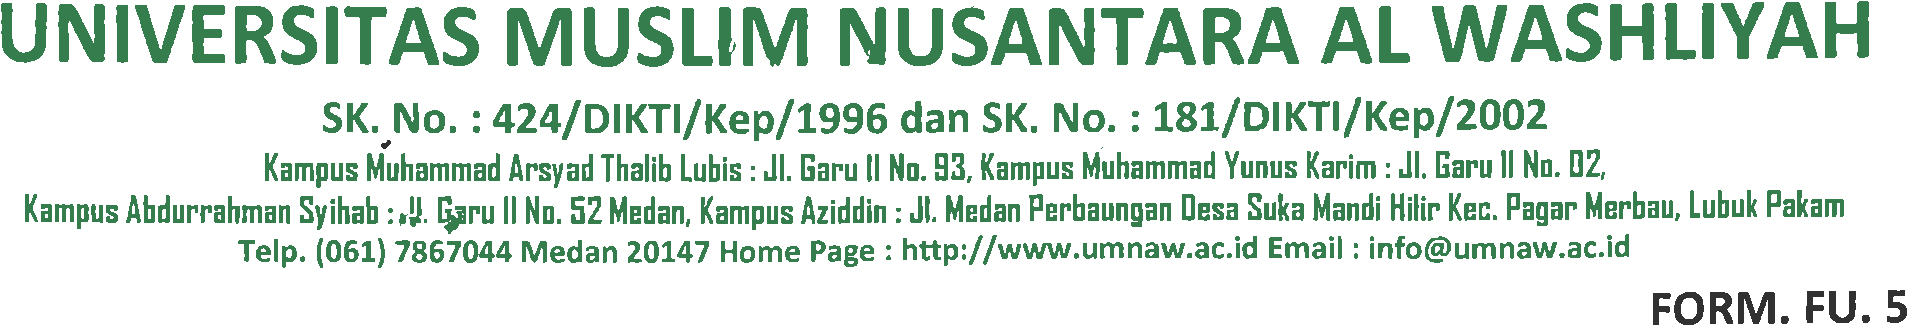 UNIVERSITAS MUSLIM NUSANTARA AL WASHLIYAH
SK. No. : 424/DIKTI/Kep/1996 dan SK. No. : 181/DIKTI/Kep/2002
Kampus Muhammad Arsyad Thalib Lubis : Jl. Garu II No. 93, Kampus Muhammad Yunus Karim : Jl. Garu II No. 02,
Kampus Abdurrahman Syihab : Jl. Garu II No. 52 Medan, Kampus Aziddin : Jl. Medan Perbaungan Desa Suka Mandi Hilir Kec. Pagar Merbau, Lubuk Pakam
Telp. (061) 7867044 Medan 20147 Home Page : http://www.umnaw.ac.id Email : info@umnaw.ac.id
FORM. FU. 5